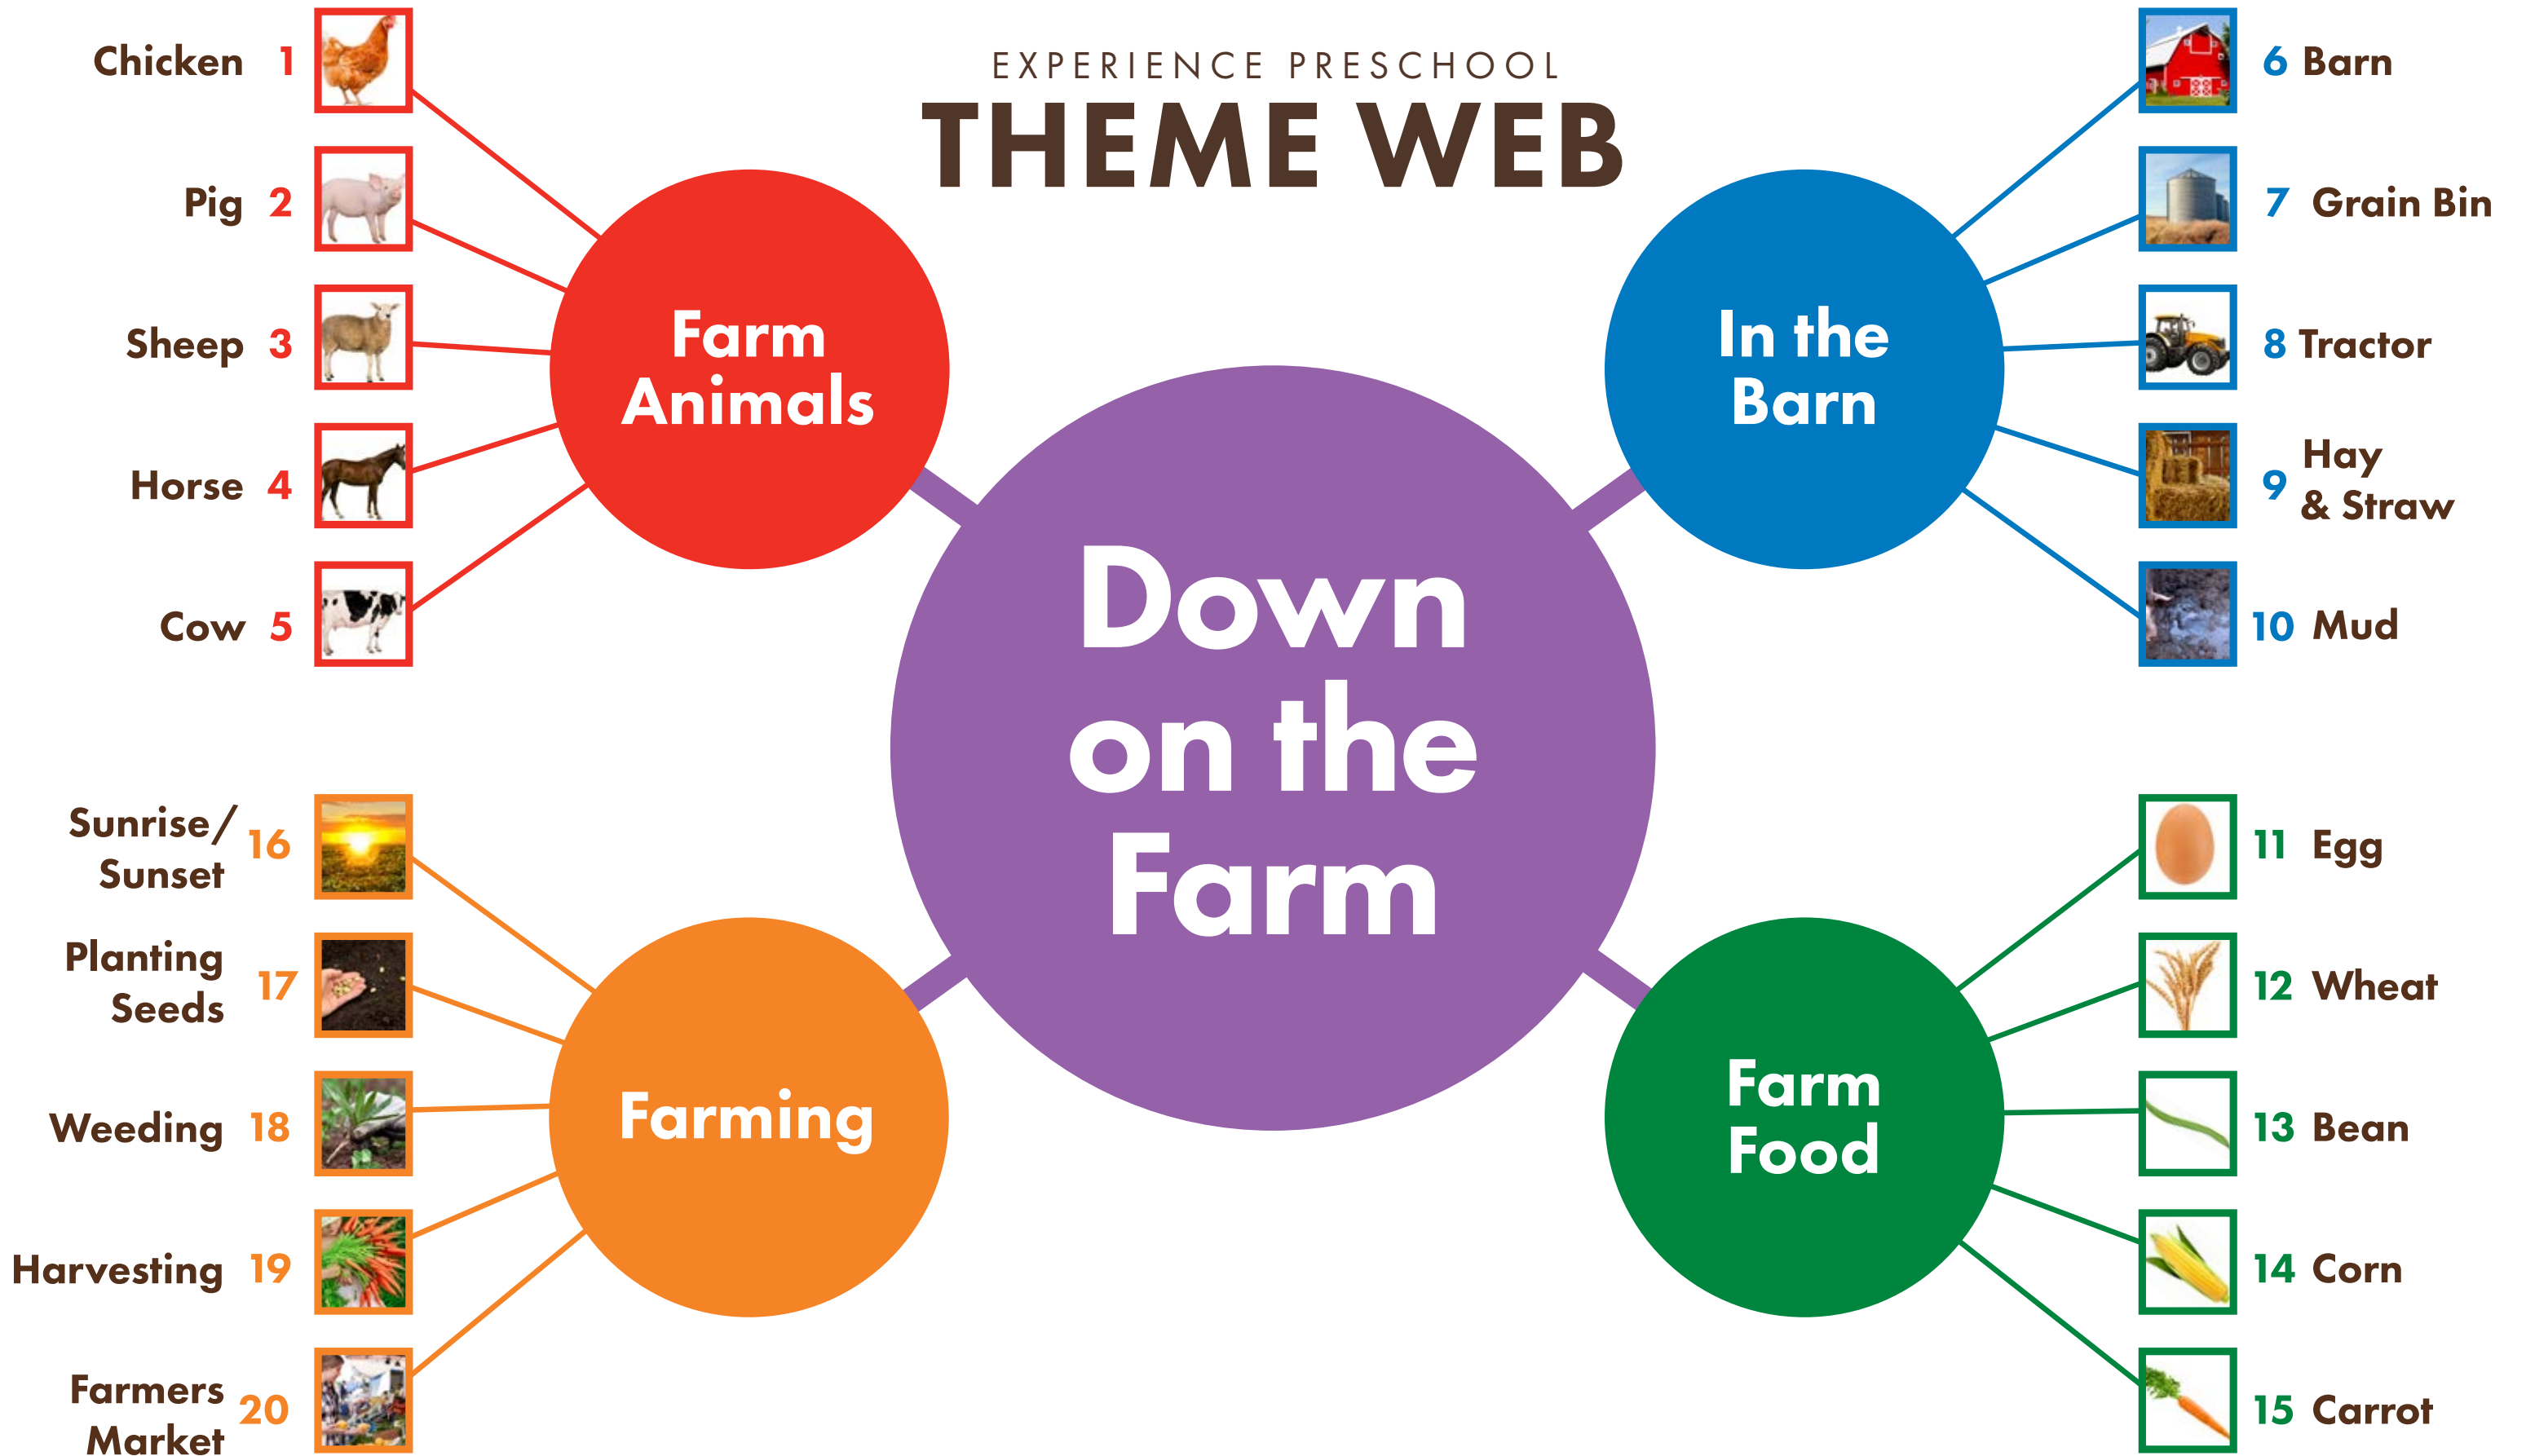 EXPERIENCE PRESCHOOL
THEME WEB
Down
on the
Farm
Farm
Animals
Chicken 1
Pig 2
Sheep 3
Horse 4
Cow 5
In the
Barn
6 Barn
7 Grain Bin
8 Tractor
9 Hay
& Straw
10 Mud
Farm
Food
11 Egg
12 Wheat
13 Bean
14 Corn
15 Carrot
Farming
Sunrise/
Sunset 16
Planting
Seeds 17
Weeding 18
Harvesting 19
Farmers
Market 20